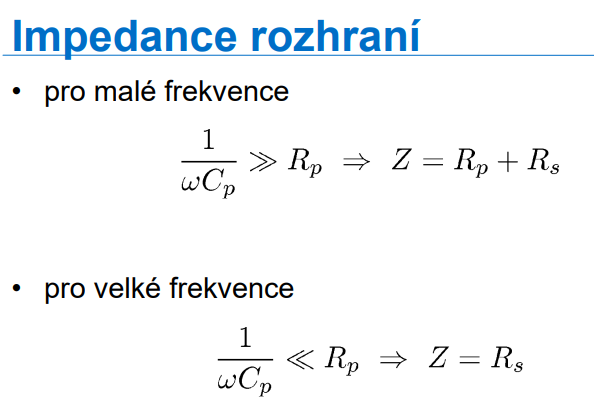 Impedance rozhraní
• pro malé frekvence
1/(ωC_p) ≫ R_p ⇒ Z = R_p + R_s
• pro velké frekvence
1/(ωC_p) ≪ R_p ⇒ Z = R_s